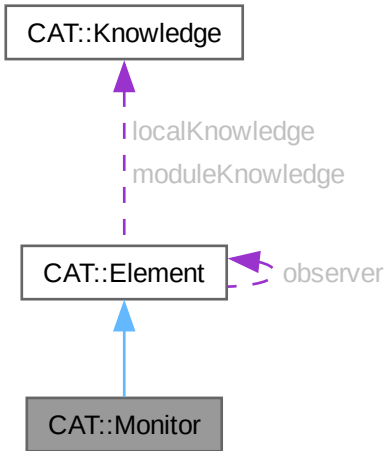 CAT::Knowledge
localKnowledge
moduleKnowledge
CAT::Element
observer
CAT::Monitor